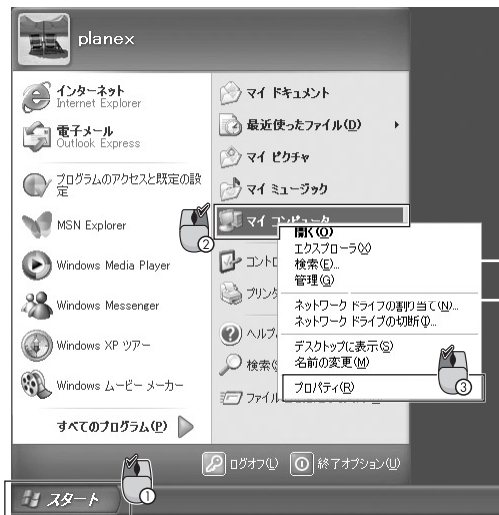 planex
インターネット
Internet Explorer
電子メール
Outlook Express
プログラムのアクセスと既定の設
定
MSN Explorer
Windows Media Player
Windows Messenger
Windows XP ツアー
Windows ムービー メーカー
すべてのプログラム(P)
マイ ドキュメント
最近使ったファイル(D)
マイ ピクチャ
マイ ミュージック
マイ コンピュータ
②
開く(O)
エクスプローラ(X)
検索(E)...
管理(G)
ネットワーク ドライブの割り当て(N)...
ネットワーク ドライブの切断(I)...
デスクトップに表示(S)
名前の変更(M)
プロパティ(R)
③
ヘルプ
検索
ファイル
ログオフ(L)
終了オプション(U)
スタート
①